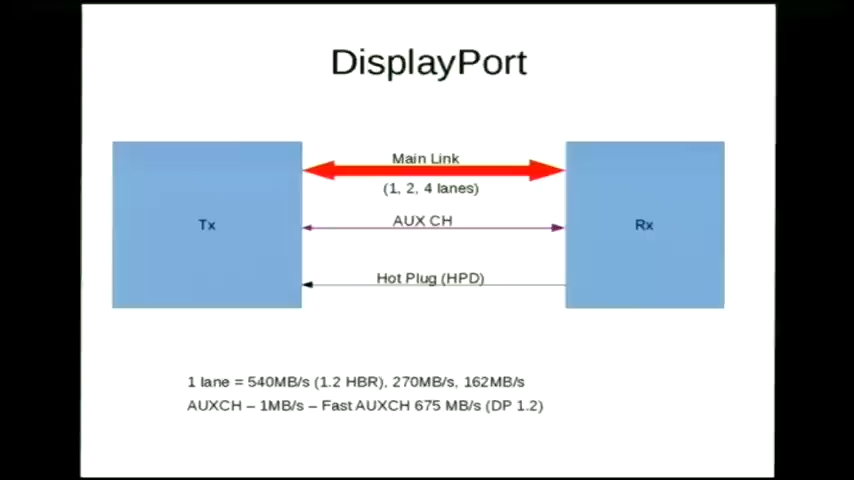 DisplayPort
Main Link
(1, 2, 4 lanes)
Tx
AUX CH
Rx
Hot Plug (HPD)
1 lane = 540MB/s (1.2 HBR), 270MB/s, 162MB/s
AUXCH – 1MB/s – Fast AUXCH 675 MB/s (DP 1.2)